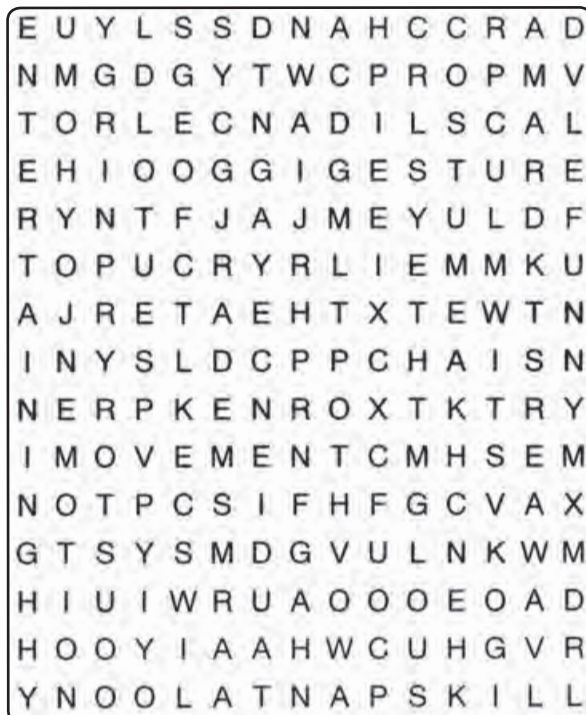 E U Y L S S D N A H C C R A D
N M G D G Y T W C P R O P M V
T O R L E C N A D I L S C A L
E H I O O G G I G E S T U R E
R Y N T F J A J M E Y U L D F
T O P U C R Y R L I E M M K U
A J R E T A E H T X T E W T N
I N Y S L D C P P C H A I S N
N E R P K E N R O X T K T R Y
I M O V E M E N T C M H S E M
N O T P C S I F H F G C V A X
G T S Y S M D G V U L N K W M
H I U I W R U A O O O E O A D
H O O Y I A A H W C U H G V R
Y N O O L A T N A P S K I L L